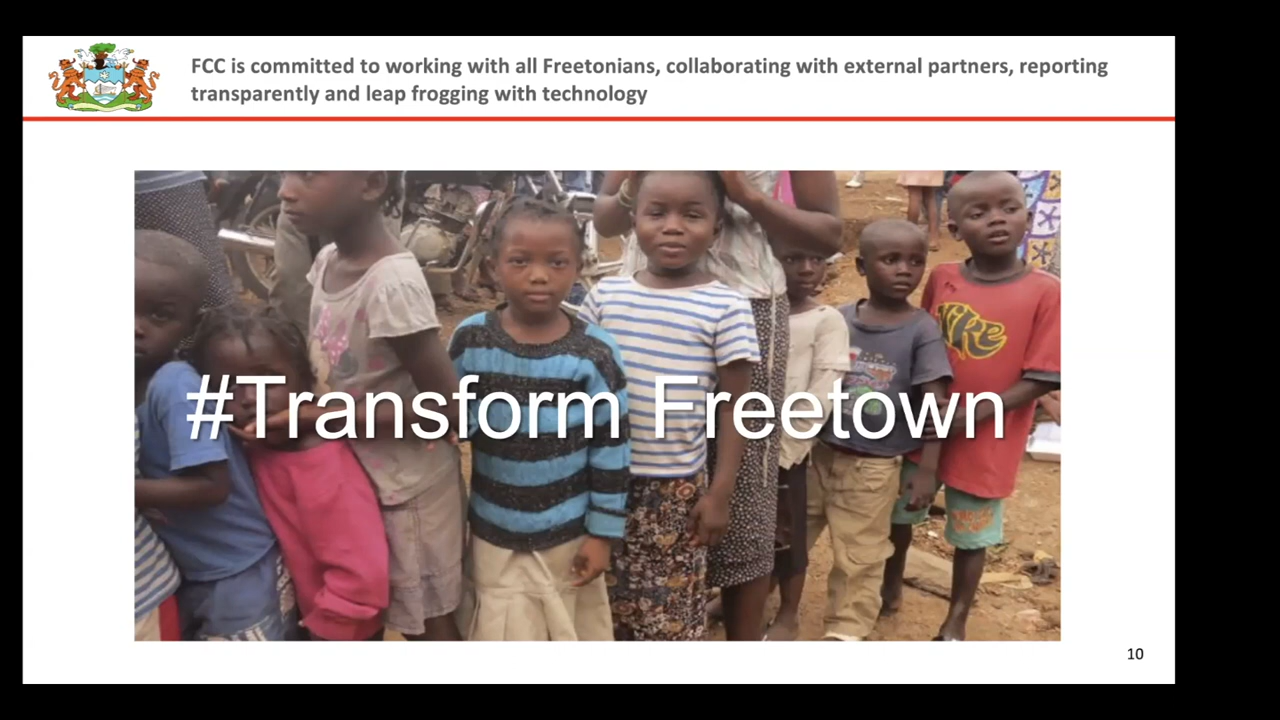 FCC is committed to working with all Freetonians, collaborating with external partners, reporting
transparently and leap frogging with technology
#Transform Freetown
Nike
10